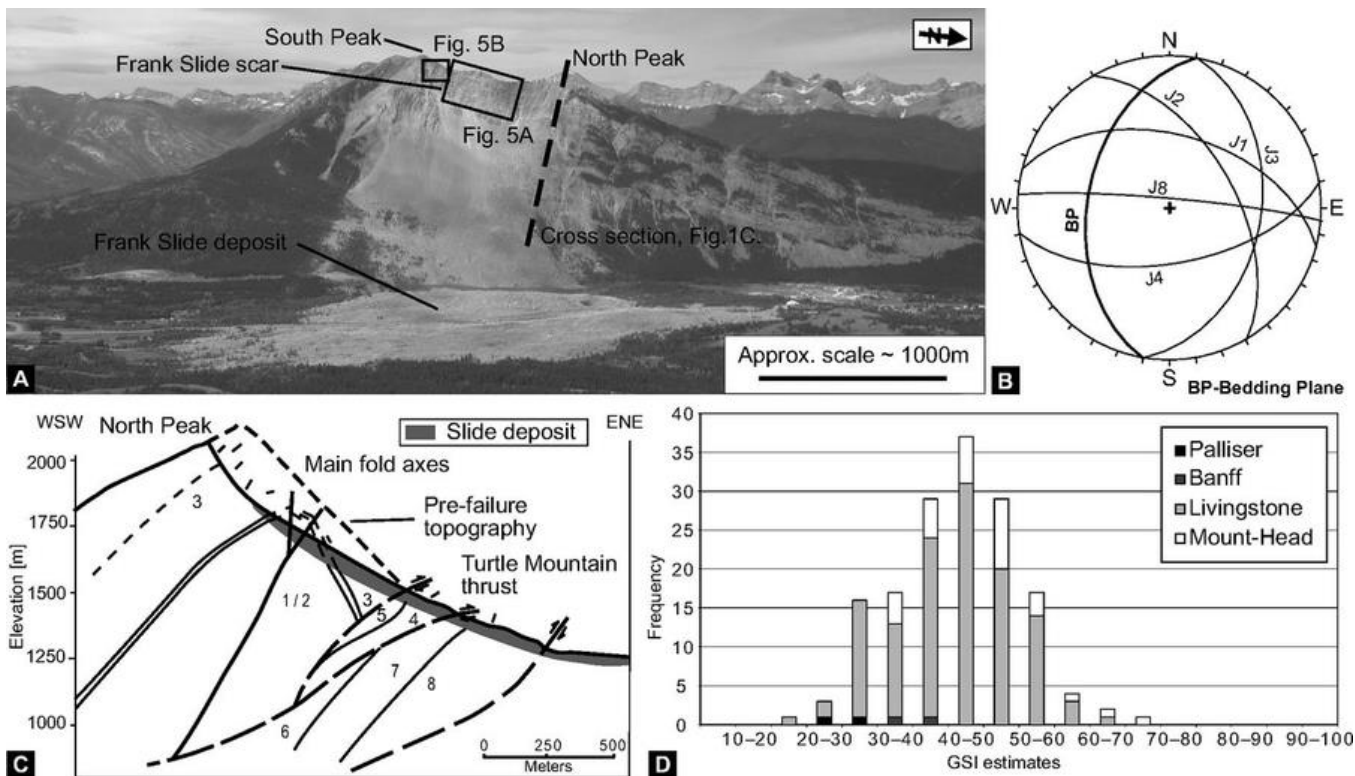 South Peak
Fig. 5B
N
North Peak
Frank Slide scar
Fig. 5A
Cross section, Fig.1C.
Frank Slide deposit
Approx. scale ~ 1000m
A
N
J2
J1
J3
J8
W
E
BP
J4
S
B
BP-Bedding Plane
WSW
ENE
North Peak
Slide deposit
2000
Main fold axes
3
Pre-failure
topography
1750
Turtle Mountain
thrust
Elevation [m]
1500
1 / 2
3
5
4
1250
7
8
1000
6
0 250 500
Meters
C
40
35
30
25
20
15
10
5
0
Frequency
Palliser
Banff
Livingstone
Mount-Head
10–20 20–30 30–40 40–50 50–60 60–70 70–80 80–90 90–100
GSI estimates
D